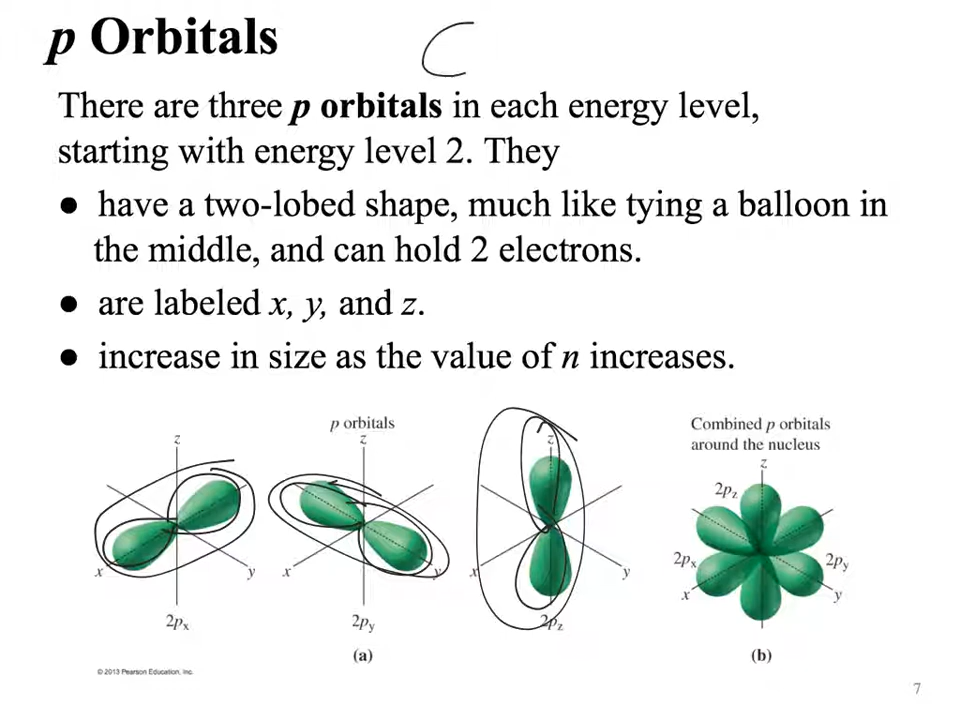 p Orbitals
There are three p orbitals in each energy level,
starting with energy level 2. They
● have a two-lobed shape, much like tying a balloon in
the middle, and can hold 2 electrons.
● are labeled x, y, and z.
● increase in size as the value of n increases.
p orbitals
Combined p orbitals
around the nucleus
z
z
z
z
2pz
2px
2py
x
y
x
y
x
y
x
y
2px
2py
2pz
(a)
(b)
© 2013 Pearson Education, Inc.
7